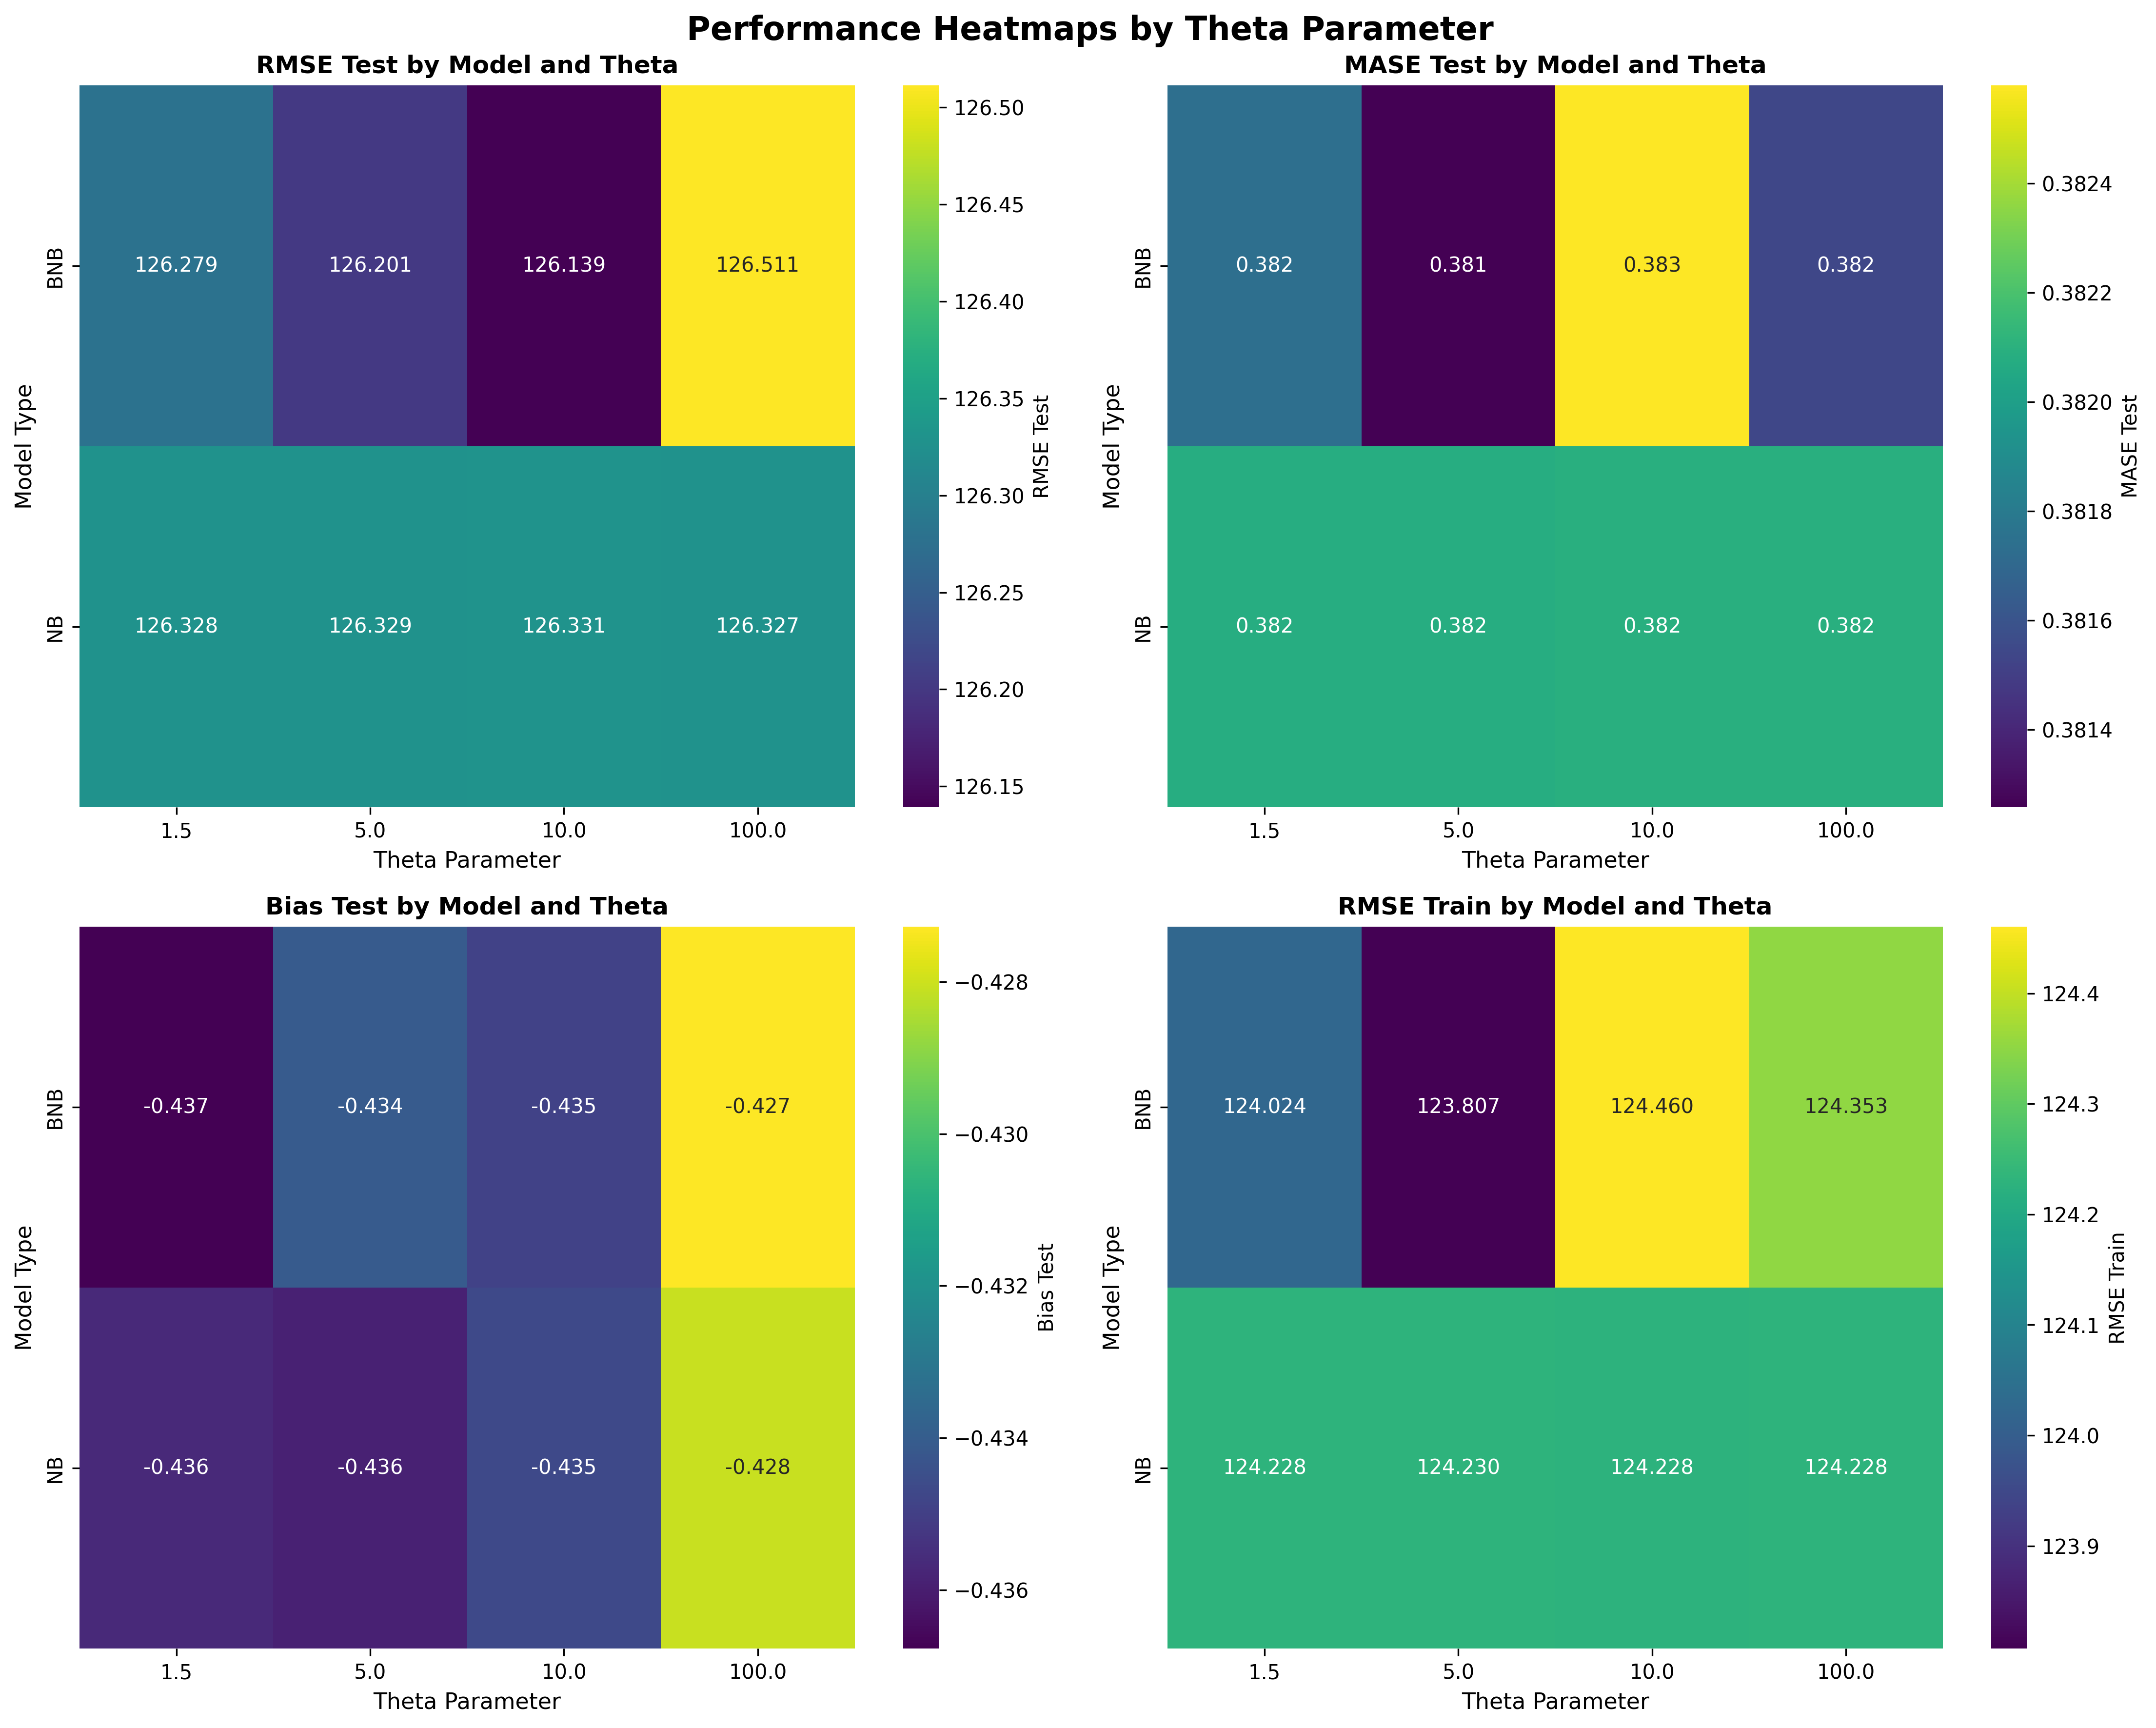 Performance Heatmaps by Theta Parameter
RMSE Test by Model and Theta
Model Type
BNB
NB
126.279 126.201 126.139 126.511
126.328 126.329 126.331 126.327
1.5 5.0 10.0 100.0
Theta Parameter
126.50
126.45
126.40
126.35
126.30
126.25
126.20
126.15
RMSE Test
MASE Test by Model and Theta
Model Type
BNB
NB
0.382 0.381 0.383 0.382
0.382 0.382 0.382 0.382
1.5 5.0 10.0 100.0
Theta Parameter
0.3824
0.3822
0.3820
0.3818
0.3816
0.3814
MASE Test
Bias Test by Model and Theta
Model Type
BNB
NB
-0.437 -0.434 -0.435 -0.427
-0.436 -0.436 -0.435 -0.428
1.5 5.0 10.0 100.0
Theta Parameter
−0.428
−0.430
−0.432
−0.434
−0.436
Bias Test
RMSE Train by Model and Theta
Model Type
BNB
NB
124.024 123.807 124.460 124.353
124.228 124.230 124.228 124.228
1.5 5.0 10.0 100.0
Theta Parameter
124.4
124.3
124.2
124.1
124.0
123.9
RMSE Train